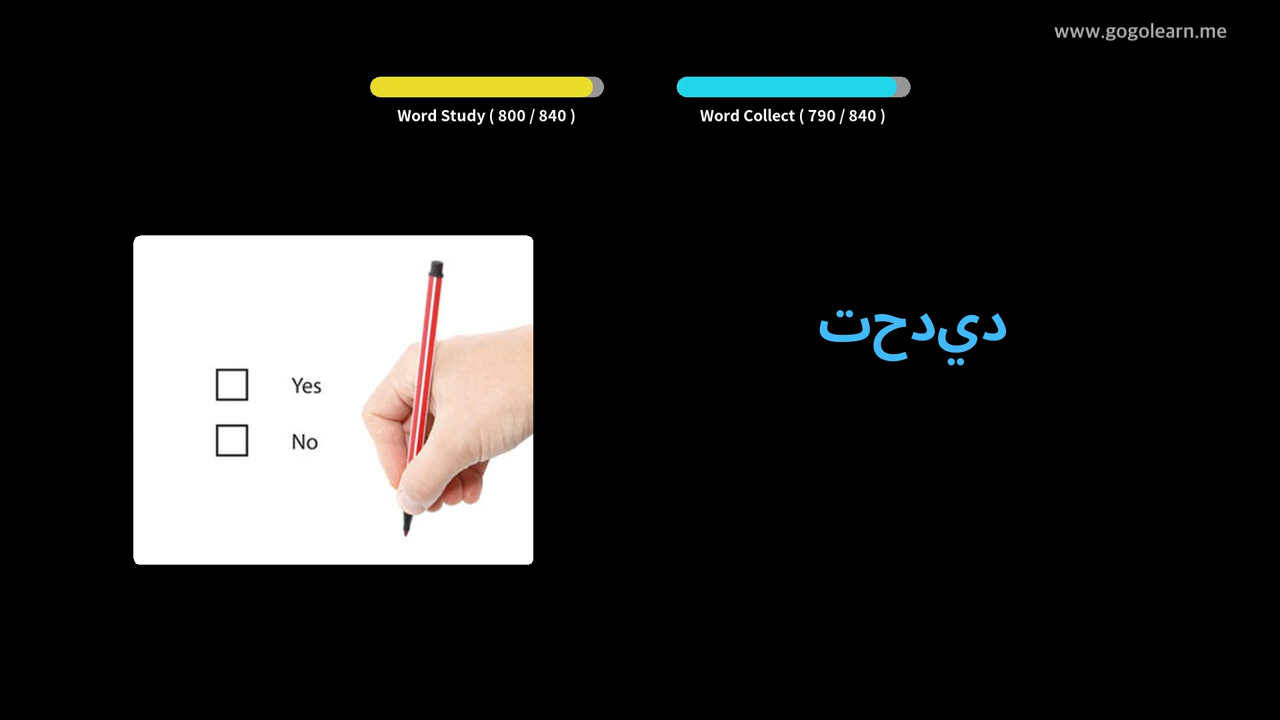 www.gogolearn.me
Word Study ( 800 / 840 )
Word Collect ( 790 / 840 )
تحديد
Yes
No